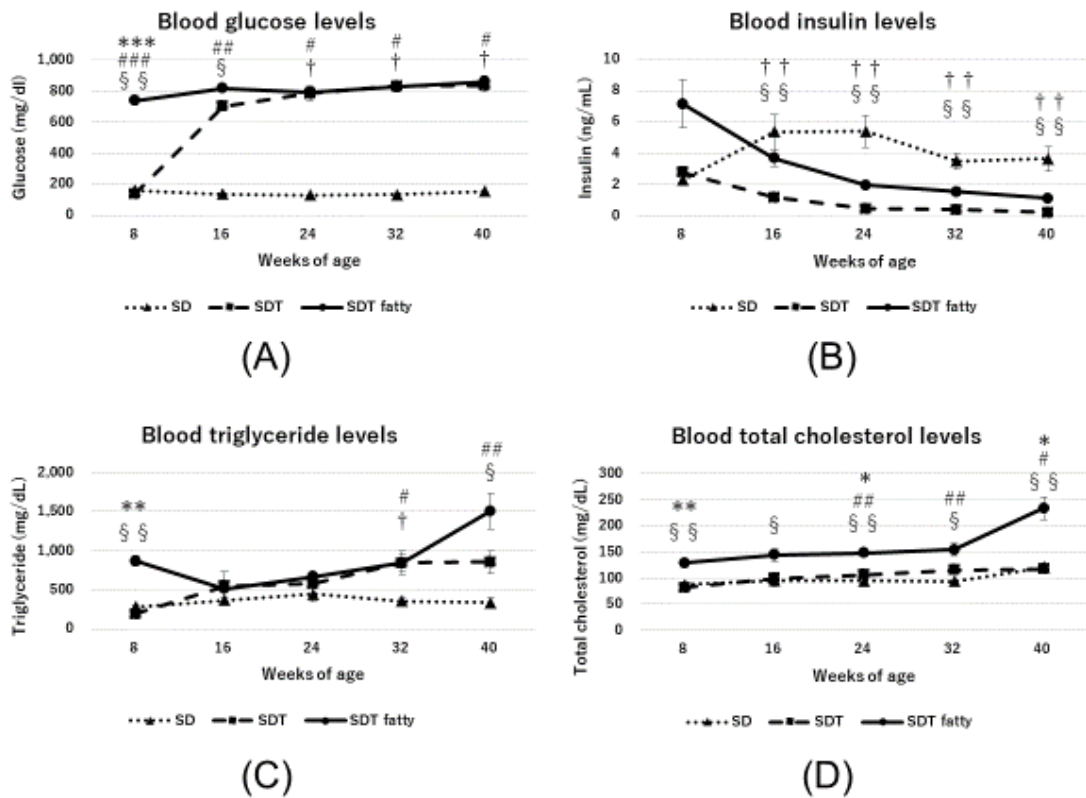 Blood glucose levels
***
###
§ §
##
§
#
†
#
†
#
†
1,000
800
600
400
200
0
Glucose (mg/dl)
8 16 24 32 40
Weeks of age
SD SDT SDT fatty
(A)
Blood insulin levels
† †
§ §
† †
§ §
† †
§ §
† †
§ §
10
8
6
4
2
0
Insulin (ng/mL)
8 16 24 32 40
Weeks of age
SD SDT SDT fatty
(B)
Blood triglyceride levels
**
§ §
#
†
##
§
2,000
1,500
1,000
500
0
Triglyceride (mg/dL)
8 16 24 32 40
Weeks of age
SD SDT SDT fatty
(C)
Blood total cholesterol levels
**
§ §
§
*
##
§ §
##
§
*
#
§ §
300
250
200
150
100
50
0
Total cholesterol (mg/dL)
8 16 24 32 40
Weeks of age
SD SDT SDT fatty
(D)